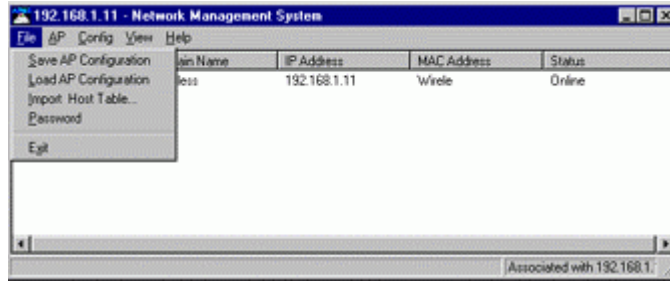 192.168.1.11 - Network Management System
File AP Config View Help
Save AP Configuration
Load AP Configuration
Import Host Table...
Password
Exit
ain Name IP Address MAC Address Status
less 192.168.1.11 Wirele Online
Associated with 192.168.1.